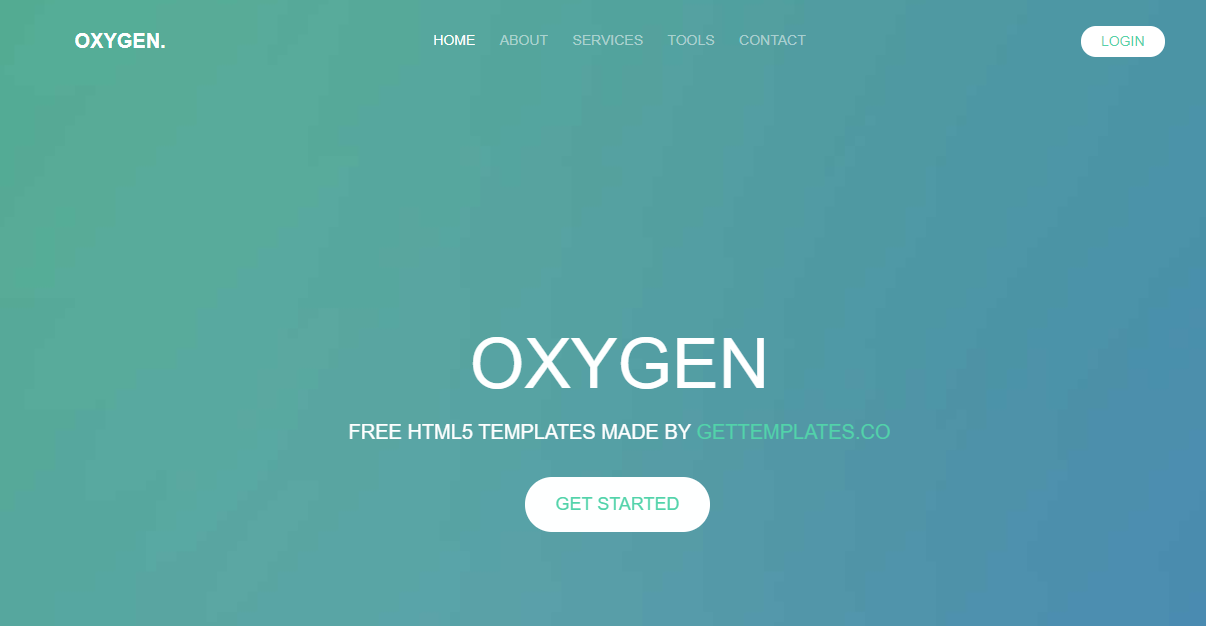 OXYGEN.
HOME ABOUT SERVICES TOOLS CONTACT
LOGIN
OXYGEN
FREE HTML5 TEMPLATES MADE BY GETTEMPLATES.CO
GET STARTED